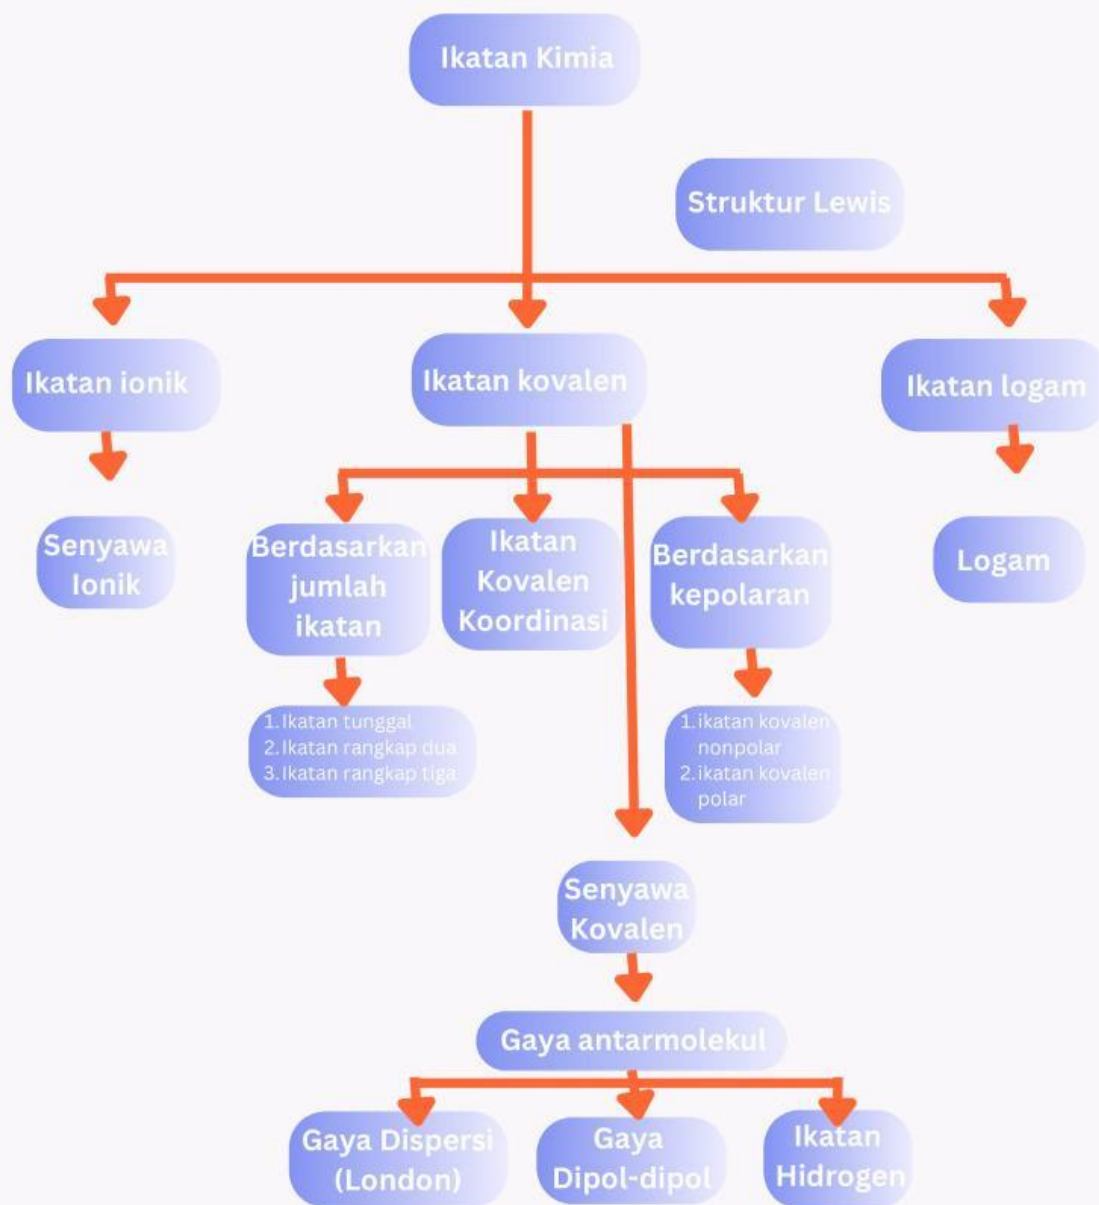 Ikatan Kimia
Struktur Lewis
Ikatan ionik
Ikatan kovalen
Ikatan logam
Senyawa
Ionik
Berdasarkan
jumlah
ikatan
Ikatan
Kovalen
Koordinasi
Berdasarkan
kepolaran
Logam
1. Ikatan tunggal
2. Ikatan rangkap dua
3. Ikatan rangkap tiga
1. ikatan kovalen
nonpolar
2. ikatan kovalen
polar
Senyawa
Kovalen
Gaya antarmolekul
Gaya Dispersi
(London)
Gaya
Dipol-dipol
Ikatan
Hidrogen